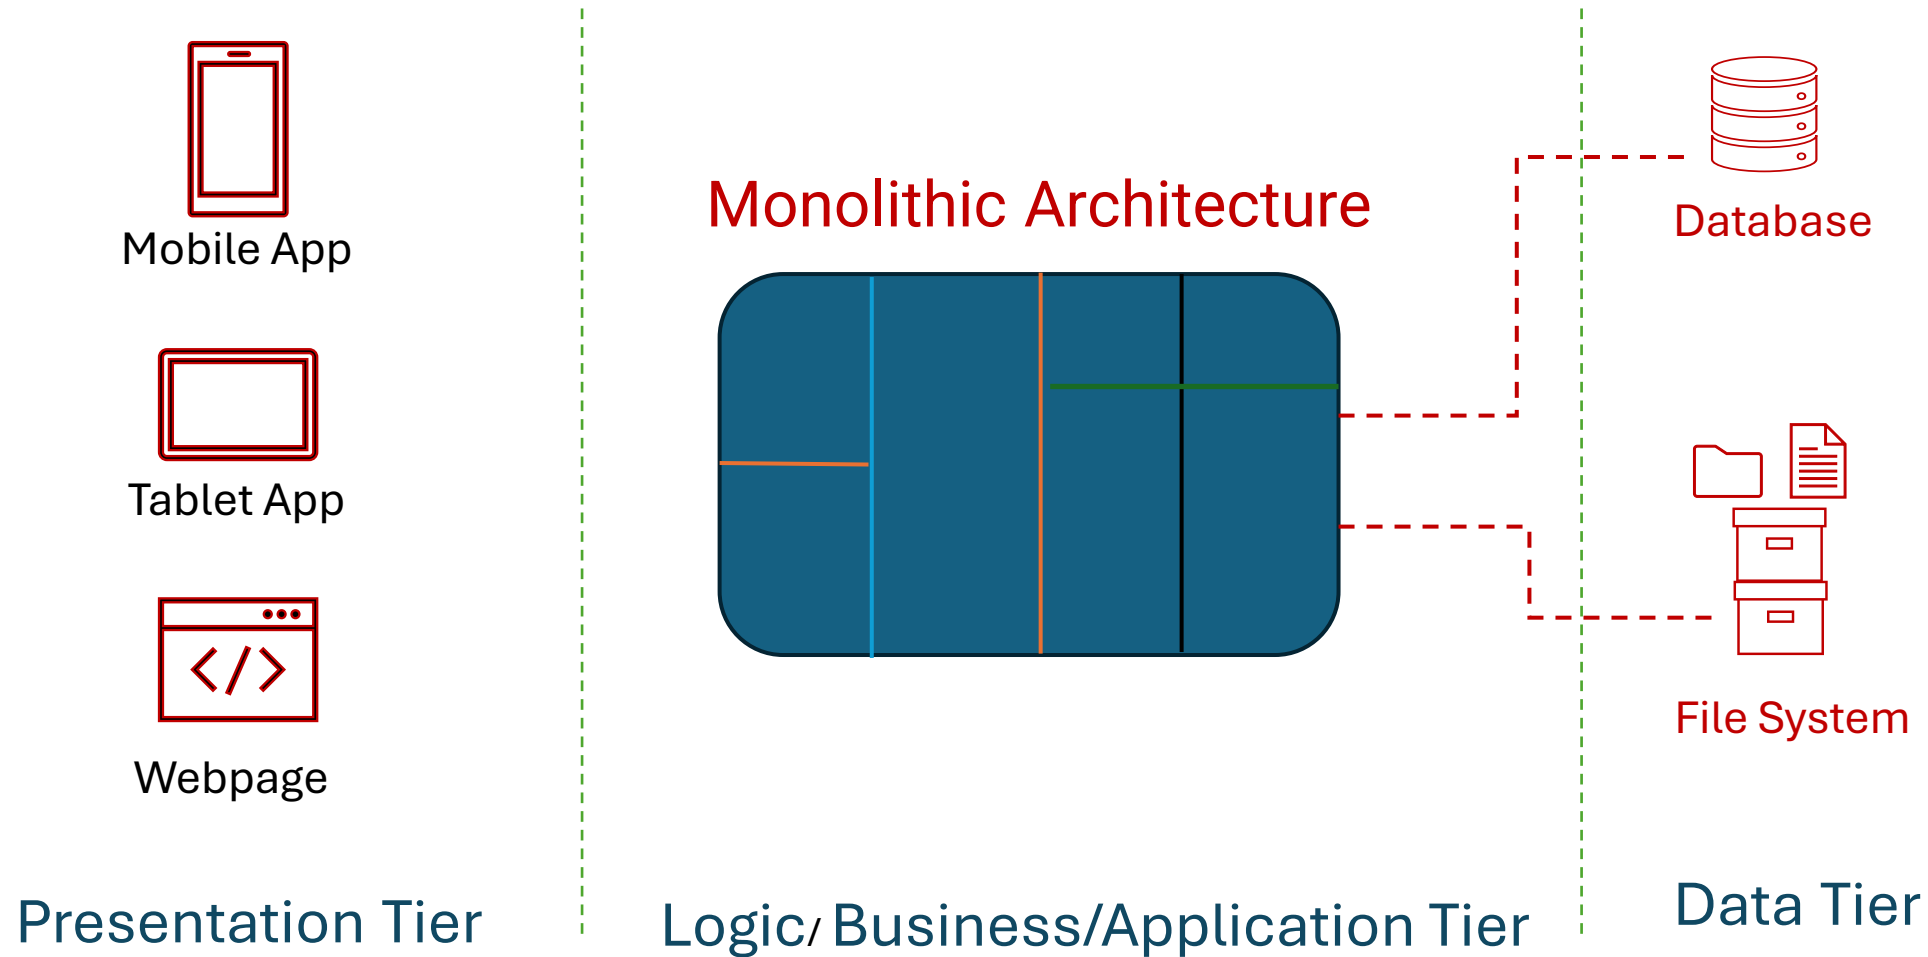 Mobile App
Tablet App
Webpage
Presentation Tier
Monolithic Architecture
Logic/ Business/Application Tier
Database
File System
Data Tier